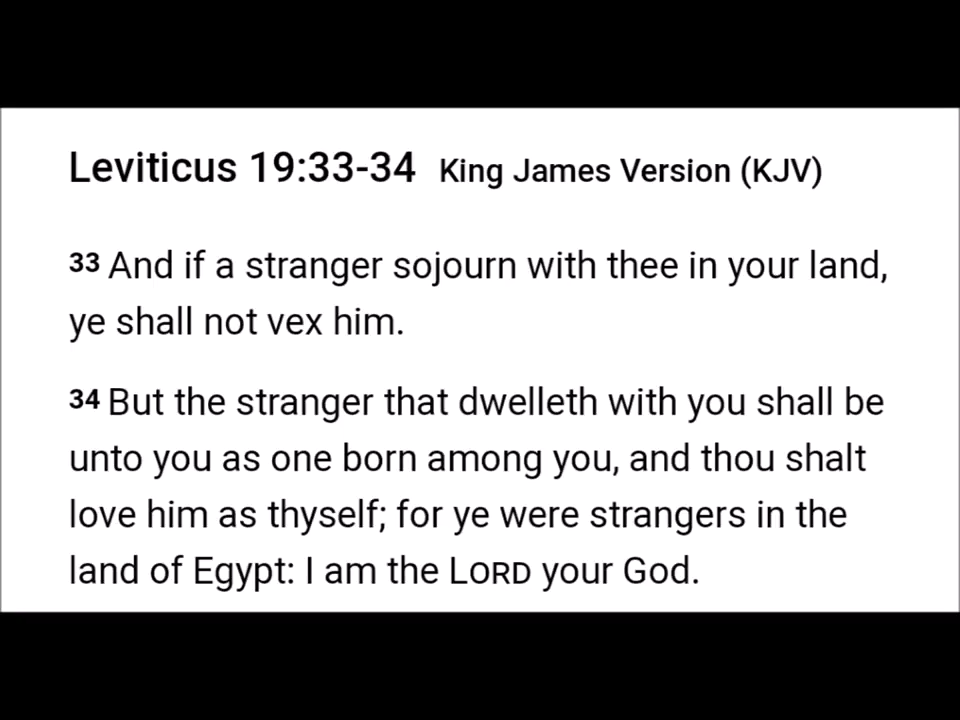 Leviticus 19:33-34 King James Version (KJV)
33 And if a stranger sojourn with thee in your land,
ye shall not vex him.
34 But the stranger that dwelleth with you shall be
unto you as one born among you, and thou shalt
love him as thyself; for ye were strangers in the
land of Egypt: I am the LORD your God.